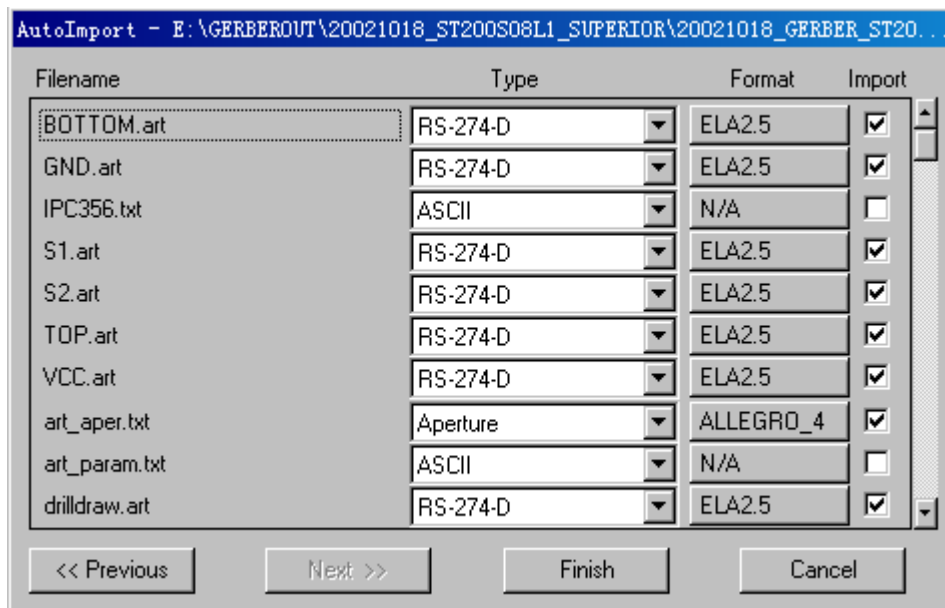 AutoImport - E:\GERBEROUT\20021018_ST200S08L1_SUPERIOR\20021018_GERBER_ST20...
Filename Type Format Import
BOTTOM.art RS-274-D ELA2.5
GND.art RS-274-D ELA2.5
IPC356.txt ASCII N/A
S1.art RS-274-D ELA2.5
S2.art RS-274-D ELA2.5
TOP.art RS-274-D ELA2.5
VCC.art RS-274-D ELA2.5
art_aper.txt Aperture ALLEGRO_4
art_param.txt ASCII N/A
drilldraw.art RS-274-D ELA2.5
<< Previous Next >> Finish Cancel